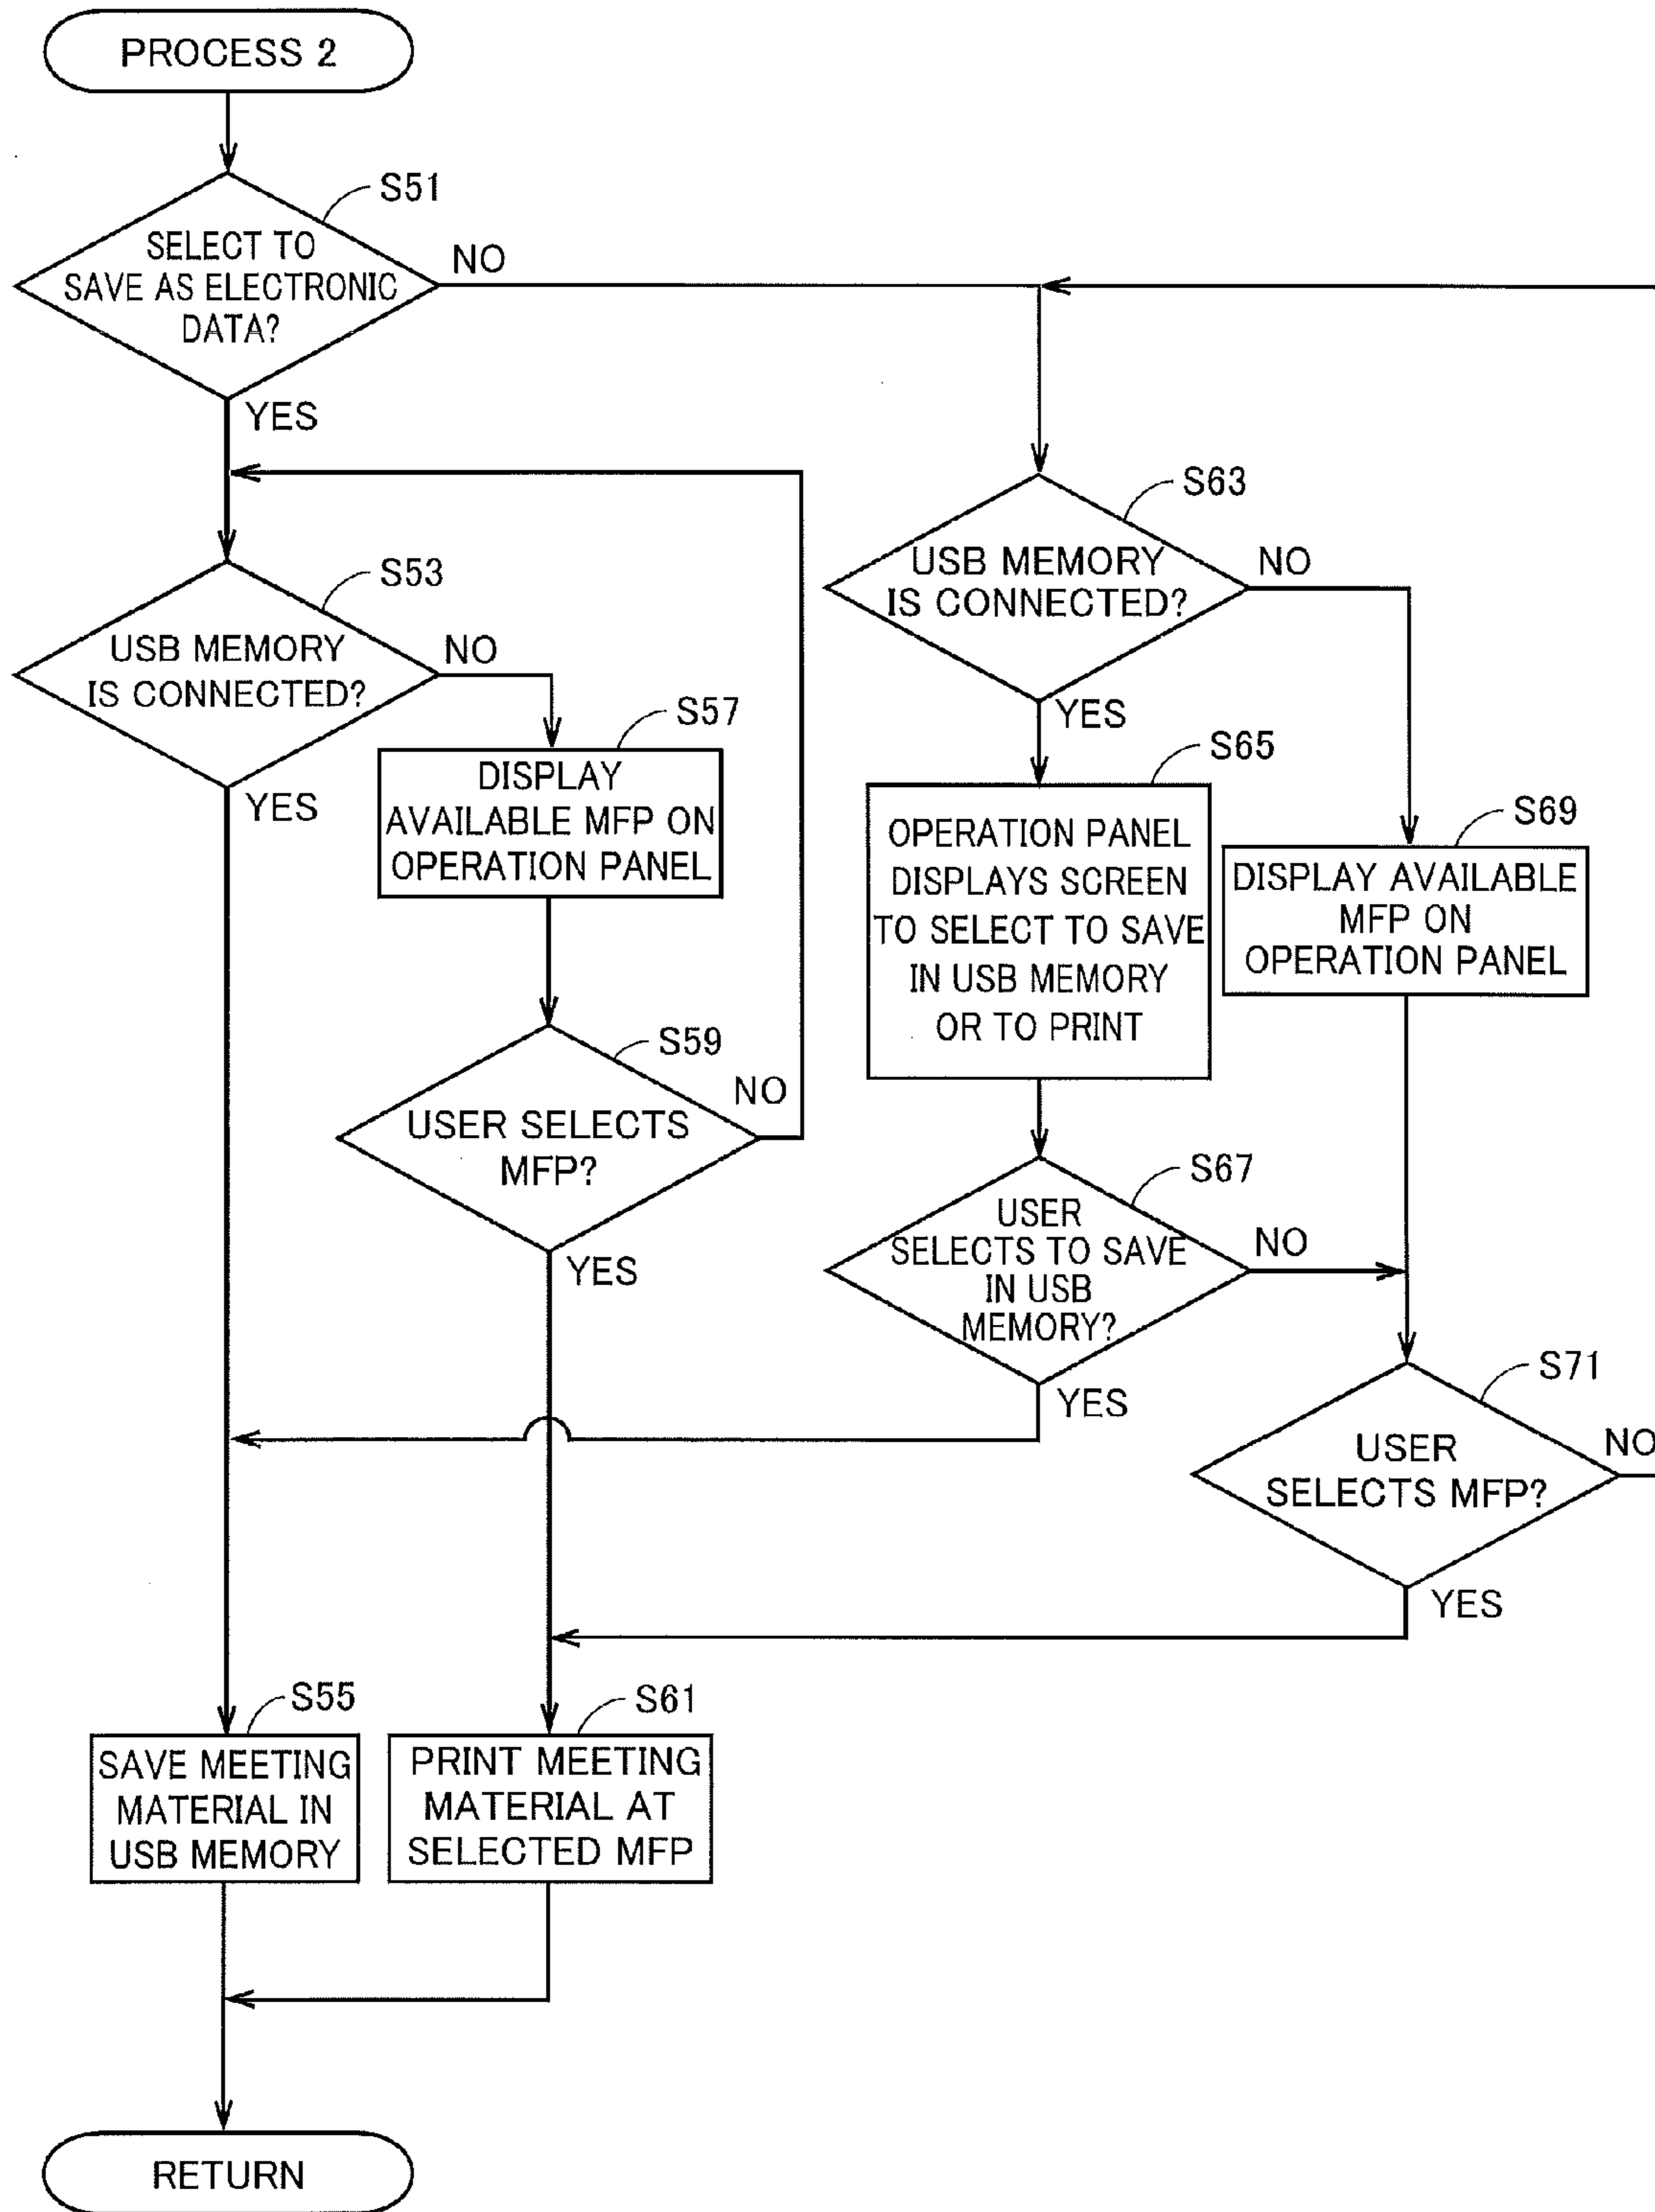 PROCESS 2
S51
SELECT TO
SAVE AS ELECTRONIC
DATA?
NO
YES
S53
USB MEMORY
IS CONNECTED?
NO
YES
S57
DISPLAY
AVAILABLE MFP ON
OPERATION PANEL
S59
USER SELECTS
MFP?
NO
YES
S63
USB MEMORY
IS CONNECTED?
NO
YES
S65
OPERATION PANEL
DISPLAYS SCREEN
TO SELECT TO SAVE
IN USB MEMORY
OR TO PRINT
S69
DISPLAY AVAILABLE
MFP ON
OPERATION PANEL
S67
USER
SELECTS TO SAVE
IN USB
MEMORY?
NO
YES
S71
USER
SELECTS MFP?
NO
YES
S55
SAVE MEETING
MATERIAL IN
USB MEMORY
S61
PRINT MEETING
MATERIAL AT
SELECTED MFP
RETURN